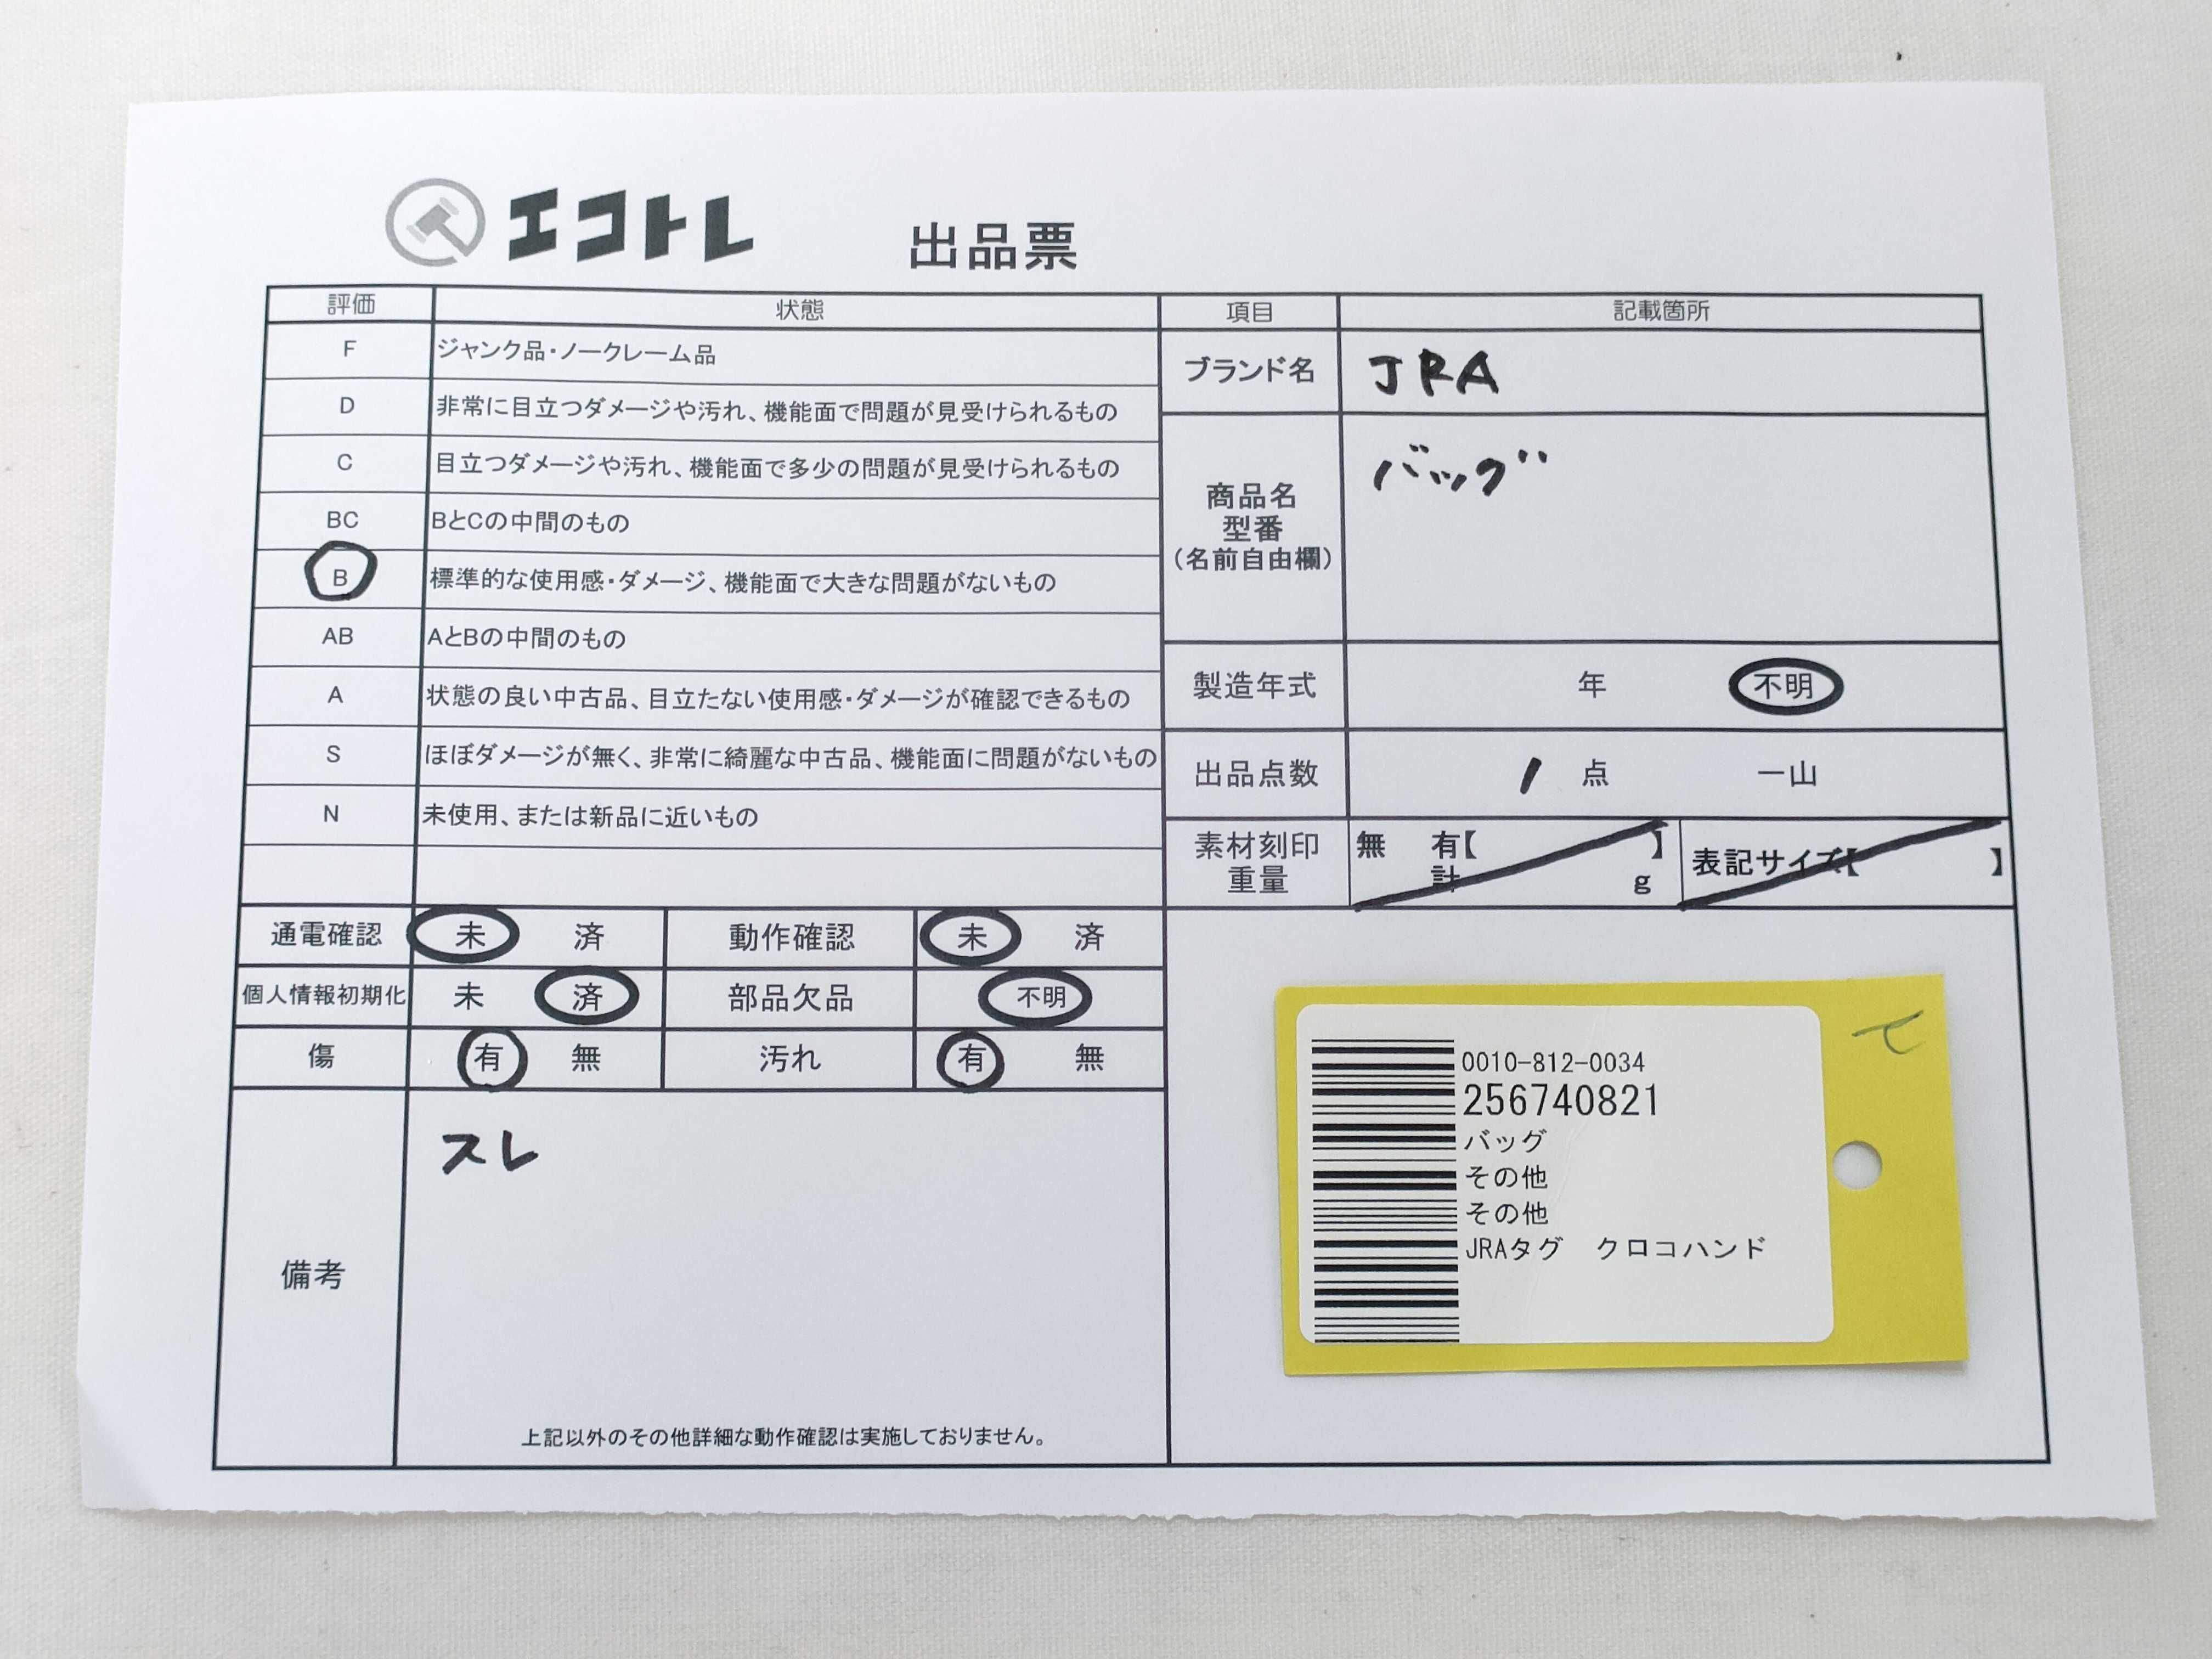 エコトレ 出品票
評価 状態
F ジャンク品・ノークレーム品
D 非常に目立つダメージや汚れ、機能面で問題が見受けられるもの
C 目立つダメージや汚れ、機能面で多少の問題が見受けられるもの
BC BとCの中間のもの
B 標準的な使用感・ダメージ、機能面で大きな問題がないもの
AB AとBの中間のもの
A 状態の良い中古品、目立たない使用感・ダメージが確認できるもの
S ほぼダメージが無く、非常に綺麗な中古品、機能面に問題がないもの
N 未使用、または新品に近いもの
通電確認 未 済 動作確認 未 済
個人情報初期化 未 済 部品欠品 不明
傷 有 無 汚れ 有 無
備考
スレ
上記以外のその他詳細な動作確認は実施しておりません。
項目 記載箇所
ブランド名 JRA
商品名
型番
(名前自由欄)
バッグ
製造年式 年 不明
出品点数 1 点 一山
素材刻印
重量
無 有【 】
計 g
表記サイズ【 】
0010-812-0034
256740821
バッグ
その他
その他
JRAタグ クロコハンド